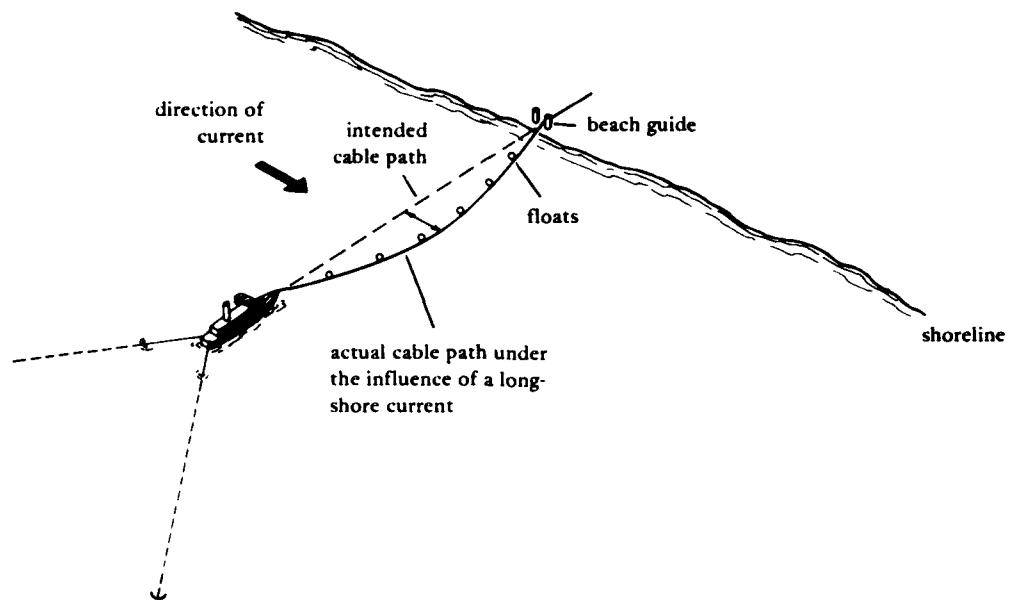 direction of
current
intended
cable path
beach guide
floats
shoreline
actual cable path under
the influence of a long-
shore current